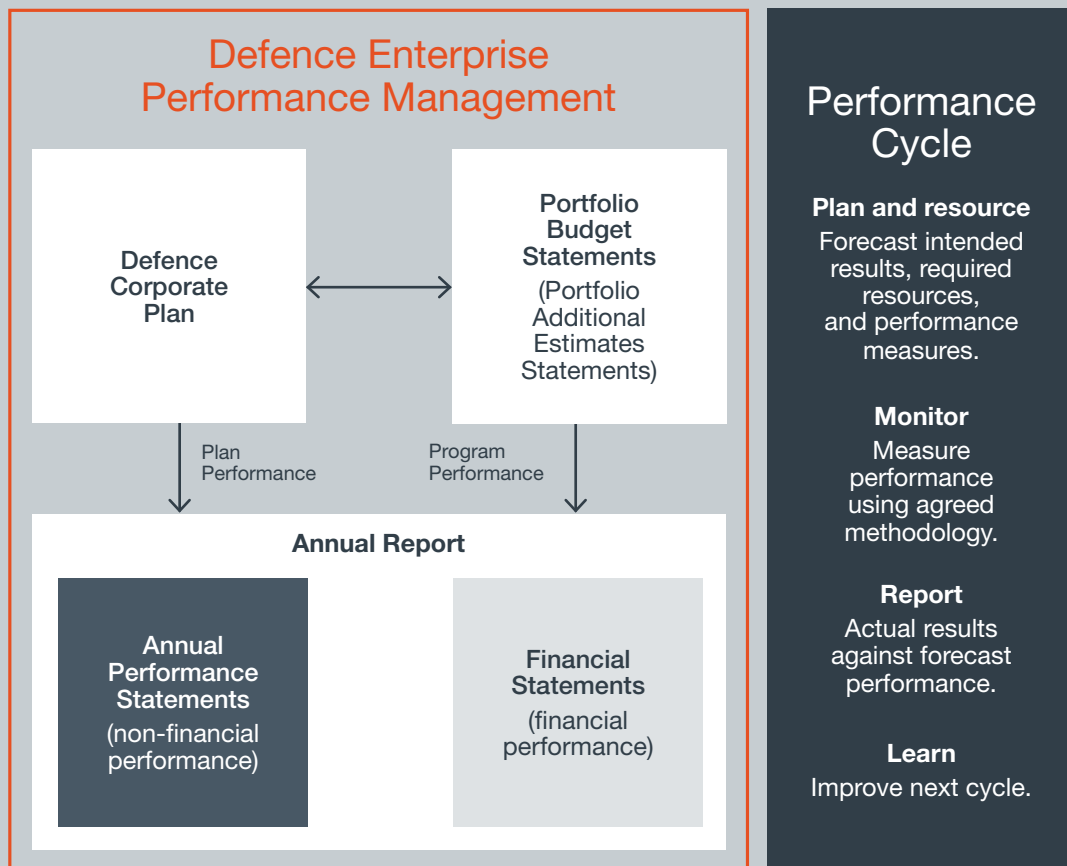 Defence Enterprise
Performance Management
Defence
Corporate
Plan
Portfolio
Budget
Statements
(Portfolio
Additional
Estimates
Statements)
Plan
Performance
Program
Performance
Annual Report
Annual
Performance
Statements
(non-financial
performance)
Financial
Statements
(financial
performance)
Performance
Cycle
Plan and resource
Forecast intended
results, required
resources,
and performance
measures.
Monitor
Measure
performance
using agreed
methodology.
Report
Actual results
against forecast
performance.
Learn
Improve next cycle.